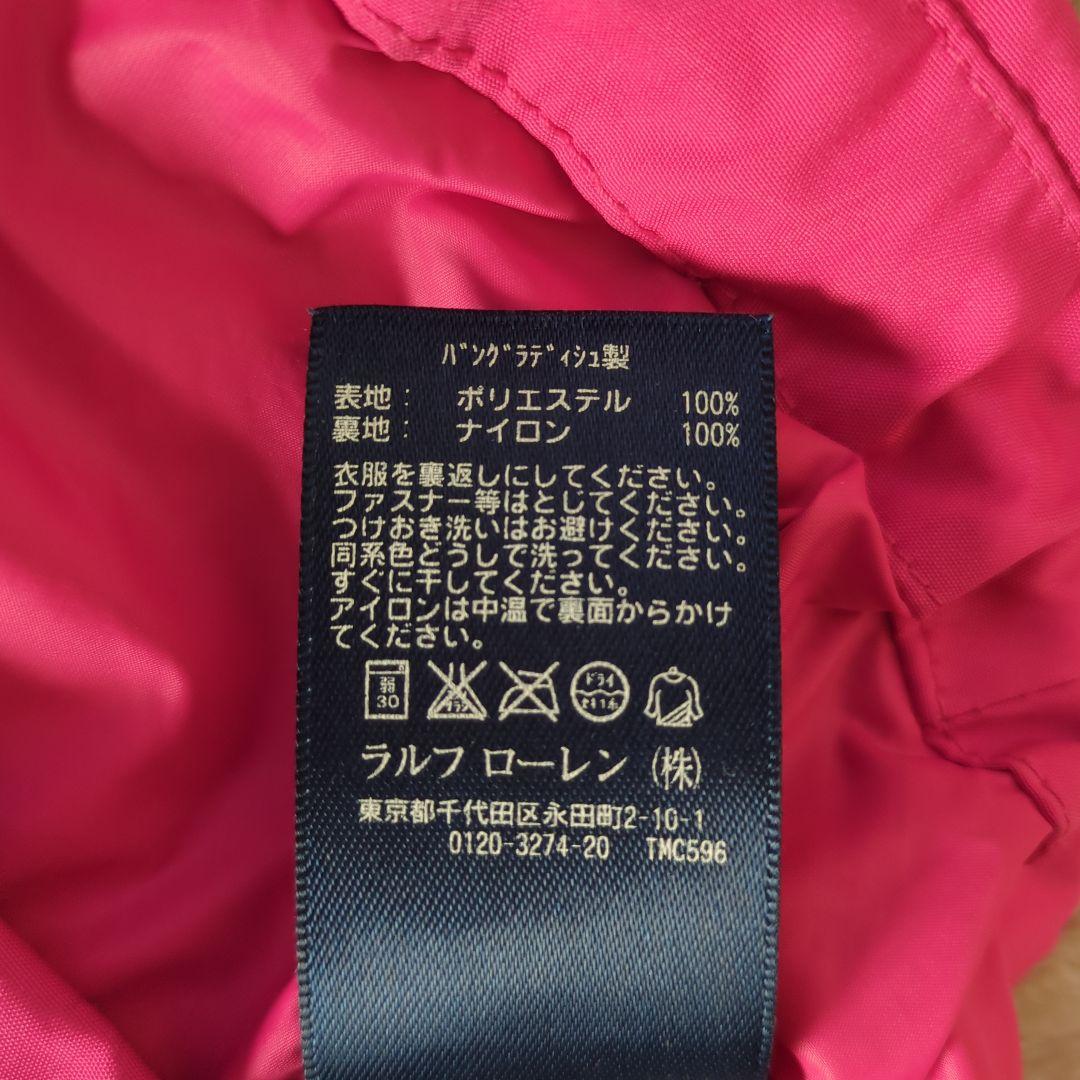 ﾊﾞﾝｸﾞﾗﾃﾞｨｼｭ製
表地： ポリエステル 100%
裏地： ナイロン 100%
衣服を裏返しにしてください。
ファスナー等はとじてください。
つけおき洗いはお避けください。
同系色どうしで洗ってください。
すぐに干してください。
アイロンは中温で裏面からかけ
てください。
弱 30 ドライ
ラルフ ローレン (株)
東京都千代田区永田町2-10-1
0120-3274-20 TMC596